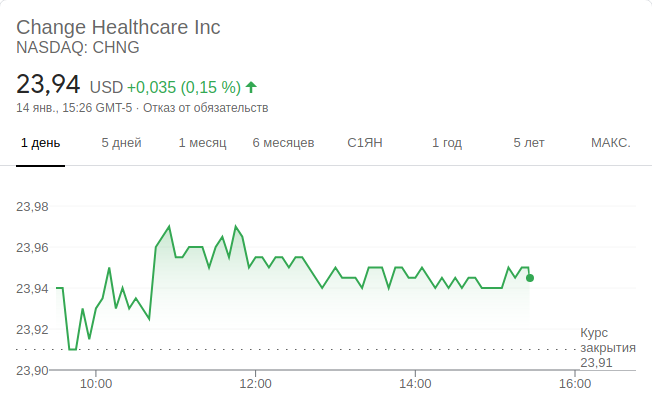 Change Healthcare Inc
NASDAQ: CHNG
23,94 USD +0,035 (0,15 %)
14 янв., 15:26 GMT-5 · Отказ от обязательств
1 день 5 дней 1 месяц 6 месяцев С1ЯН 1 год 5 лет МАКС.
23,98
23,96
23,94
23,92
23,90
Курс
закрытия
23,91
10:00 12:00 14:00 16:00